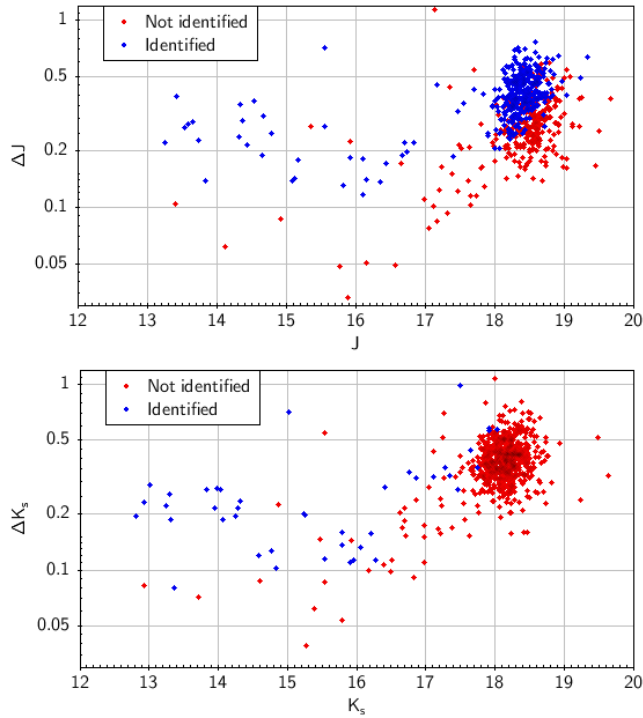 1
Not identified
Identified
0.5
0.2
0.1
0.05
ΔJ
12 13 14 15 16 17 18 19 20
J
1
Not identified
Identified
0.5
0.2
0.1
0.05
ΔKs
12 13 14 15 16 17 18 19 20
Ks